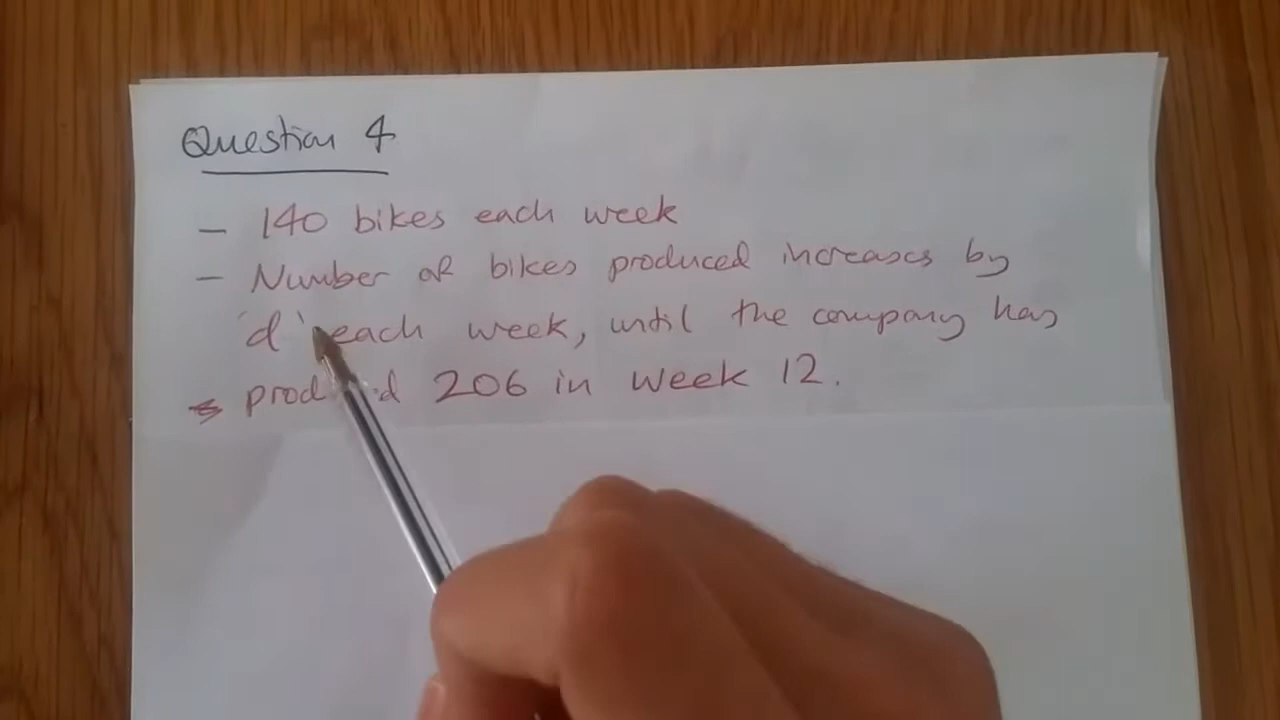 Question 4
- 140 bikes each week
- Number of bikes produced increases by
'd' each week, until the company has
206 in week 12.